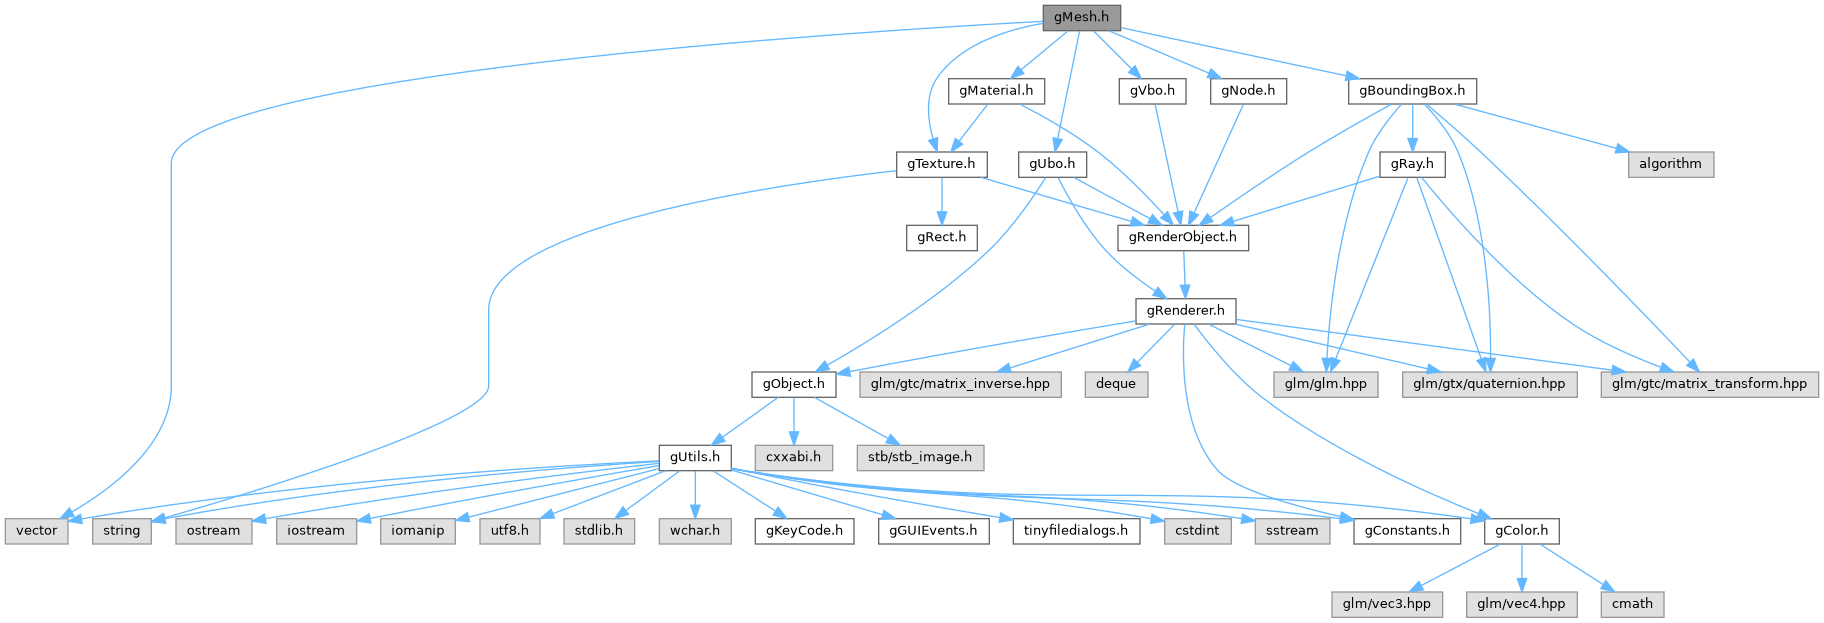 gMesh.h
gMaterial.h
gVbo.h
gNode.h
gBoundingBox.h
gTexture.h
gUbo.h
gRay.h
algorithm
gRect.h
gRenderObject.h
gRenderer.h
gObject.h
glm/gtc/matrix_inverse.hpp
deque
glm/glm.hpp
glm/gtx/quaternion.hpp
glm/gtc/matrix_transform.hpp
gUtils.h
cxxabi.h
stb/stb_image.h
vector
string
ostream
iostream
iomanip
utf8.h
stdlib.h
wchar.h
gKeyCode.h
gGUIEvents.h
tinyfiledialogs.h
cstdint
sstream
gConstants.h
gColor.h
glm/vec3.hpp
glm/vec4.hpp
cmath